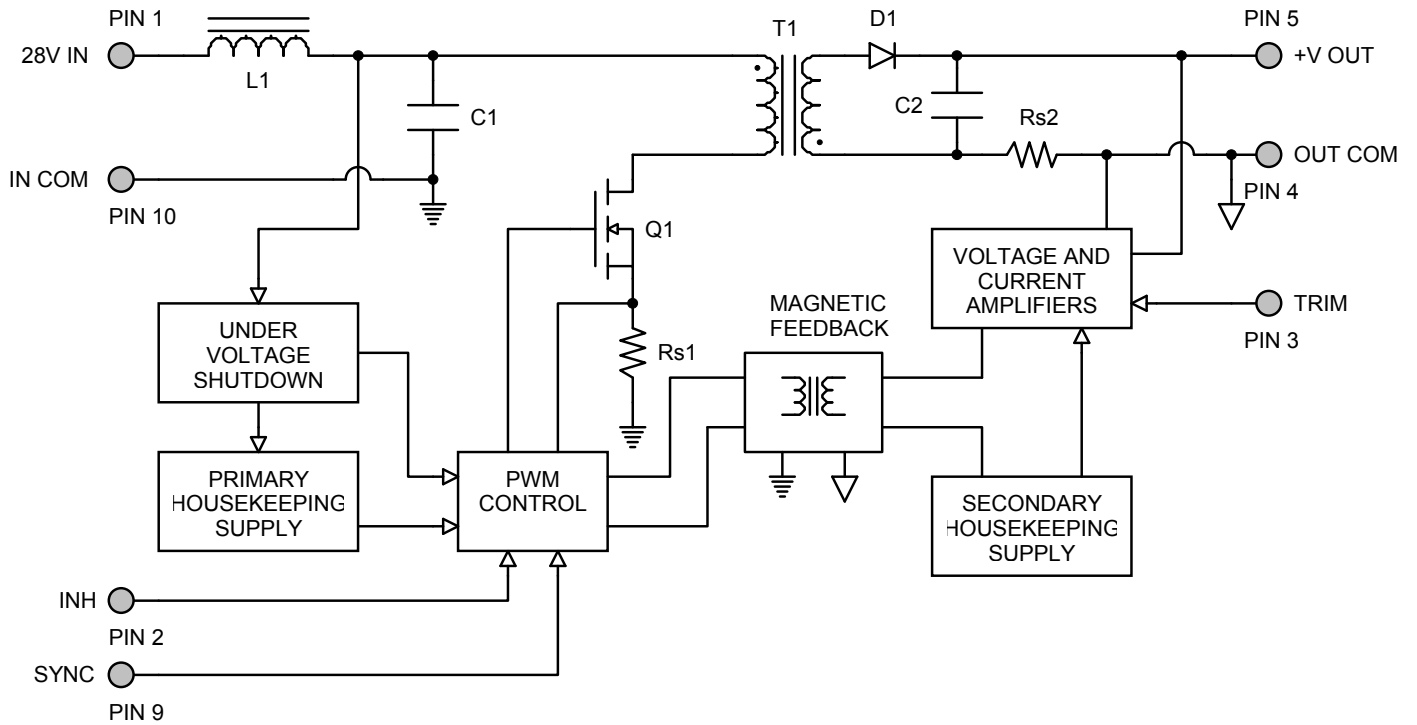 PIN 1
28V IN
L1
C1
IN COM
PIN 10
T1
D1
C2
Rs2
PIN 5
+V OUT
OUT COM
PIN 4
Q1
Rs1
UNDER
VOLTAGE
SHUTDOWN
PRIMARY
HOUSEKEEPING
SUPPLY
PWM
CONTROL
MAGNETIC
FEEDBACK
VOLTAGE AND
CURRENT
AMPLIFIERS
TRIM
PIN 3
SECONDARY
HOUSEKEEPING
SUPPLY
INH
PIN 2
SYNC
PIN 9